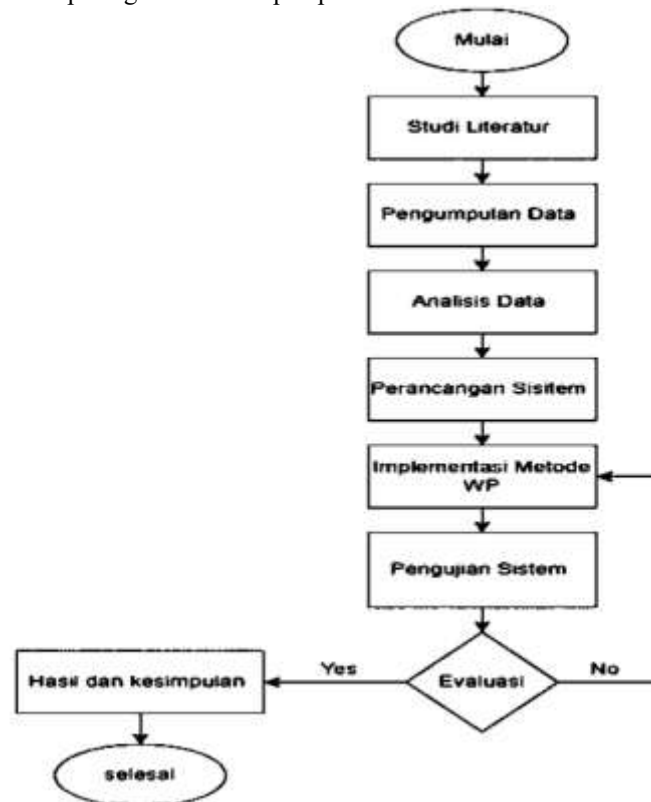 Mulai
Studi Literatur
Pengumpulan Data
Analisis Data
Perancangan Sisitem
Implementasi Metode
WP
Pengujian Sistem
Evaluasi
Yes
No
Hasil dan kesimpulan
selesai